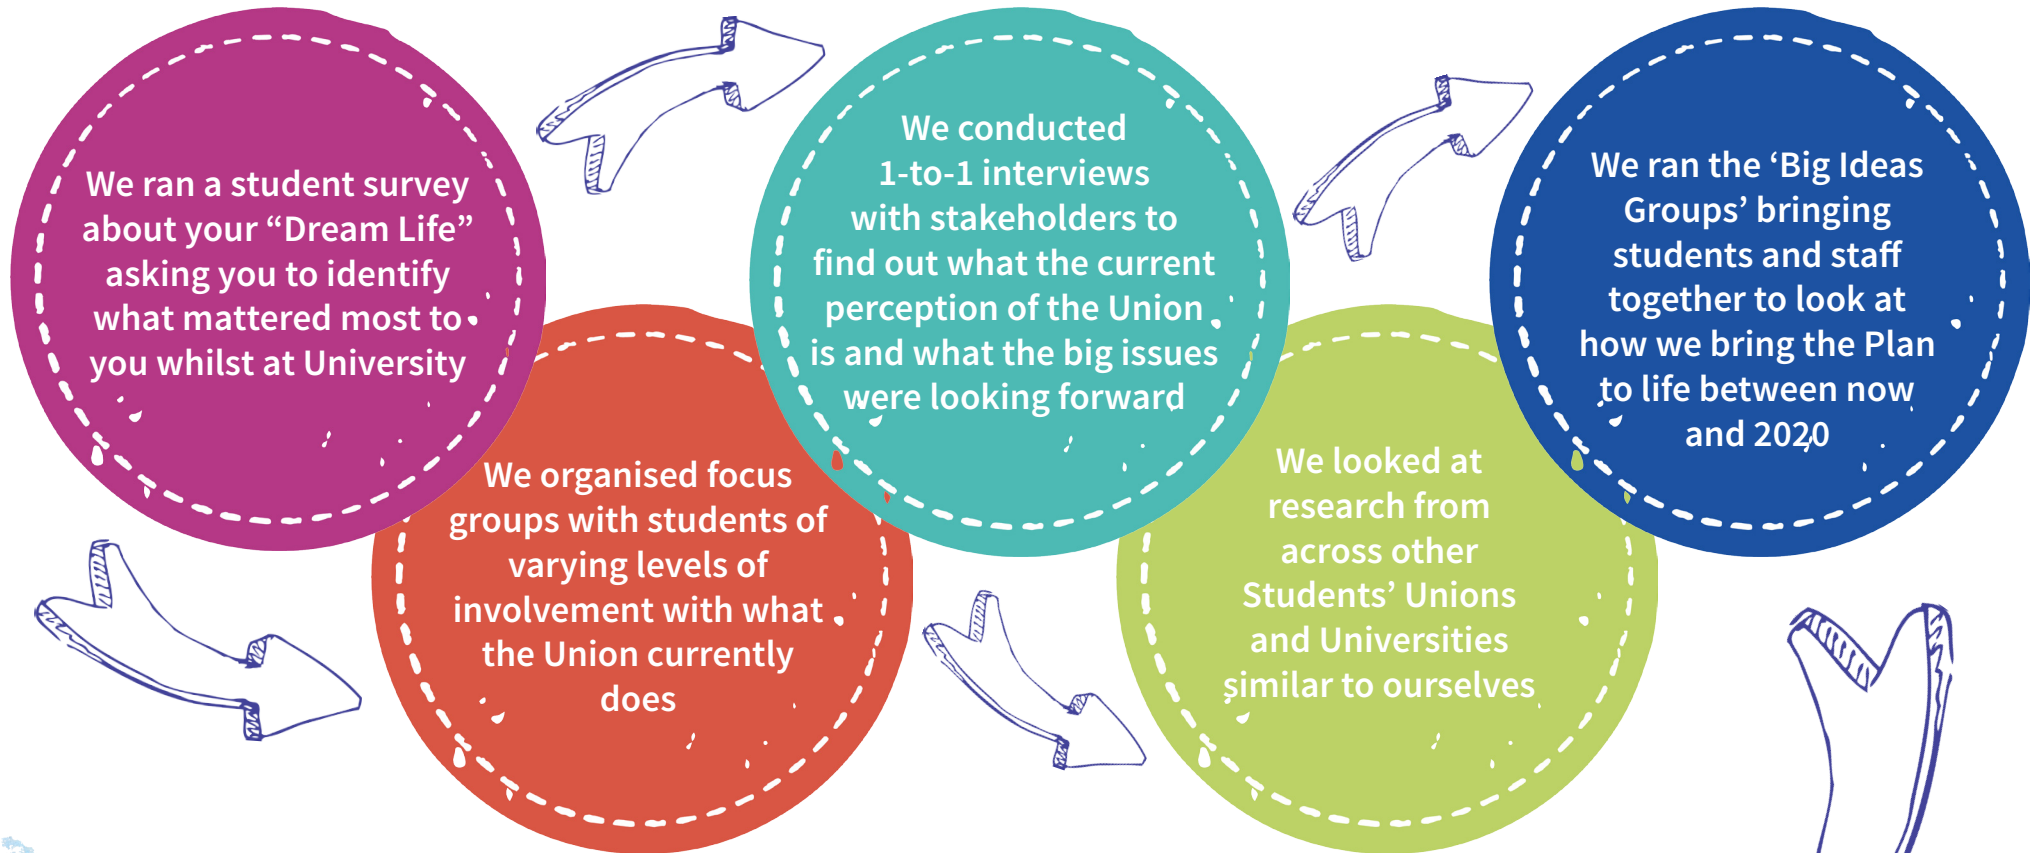 We ran a student survey
about your “Dream Life”
asking you to identify
what mattered most to
you whilst at University
We organised focus
groups with students of
varying levels of
involvement with what
the Union currently
does
We conducted
1-to-1 interviews
with stakeholders to
find out what the current
perception of the Union
is and what the big issues
were looking forward
We looked at
research from
across other
Students’ Unions
and Universities
similar to ourselves
We ran the ‘Big Ideas
Groups’ bringing
students and staff
together to look at
how we bring the Plan
to life between now
and 2020